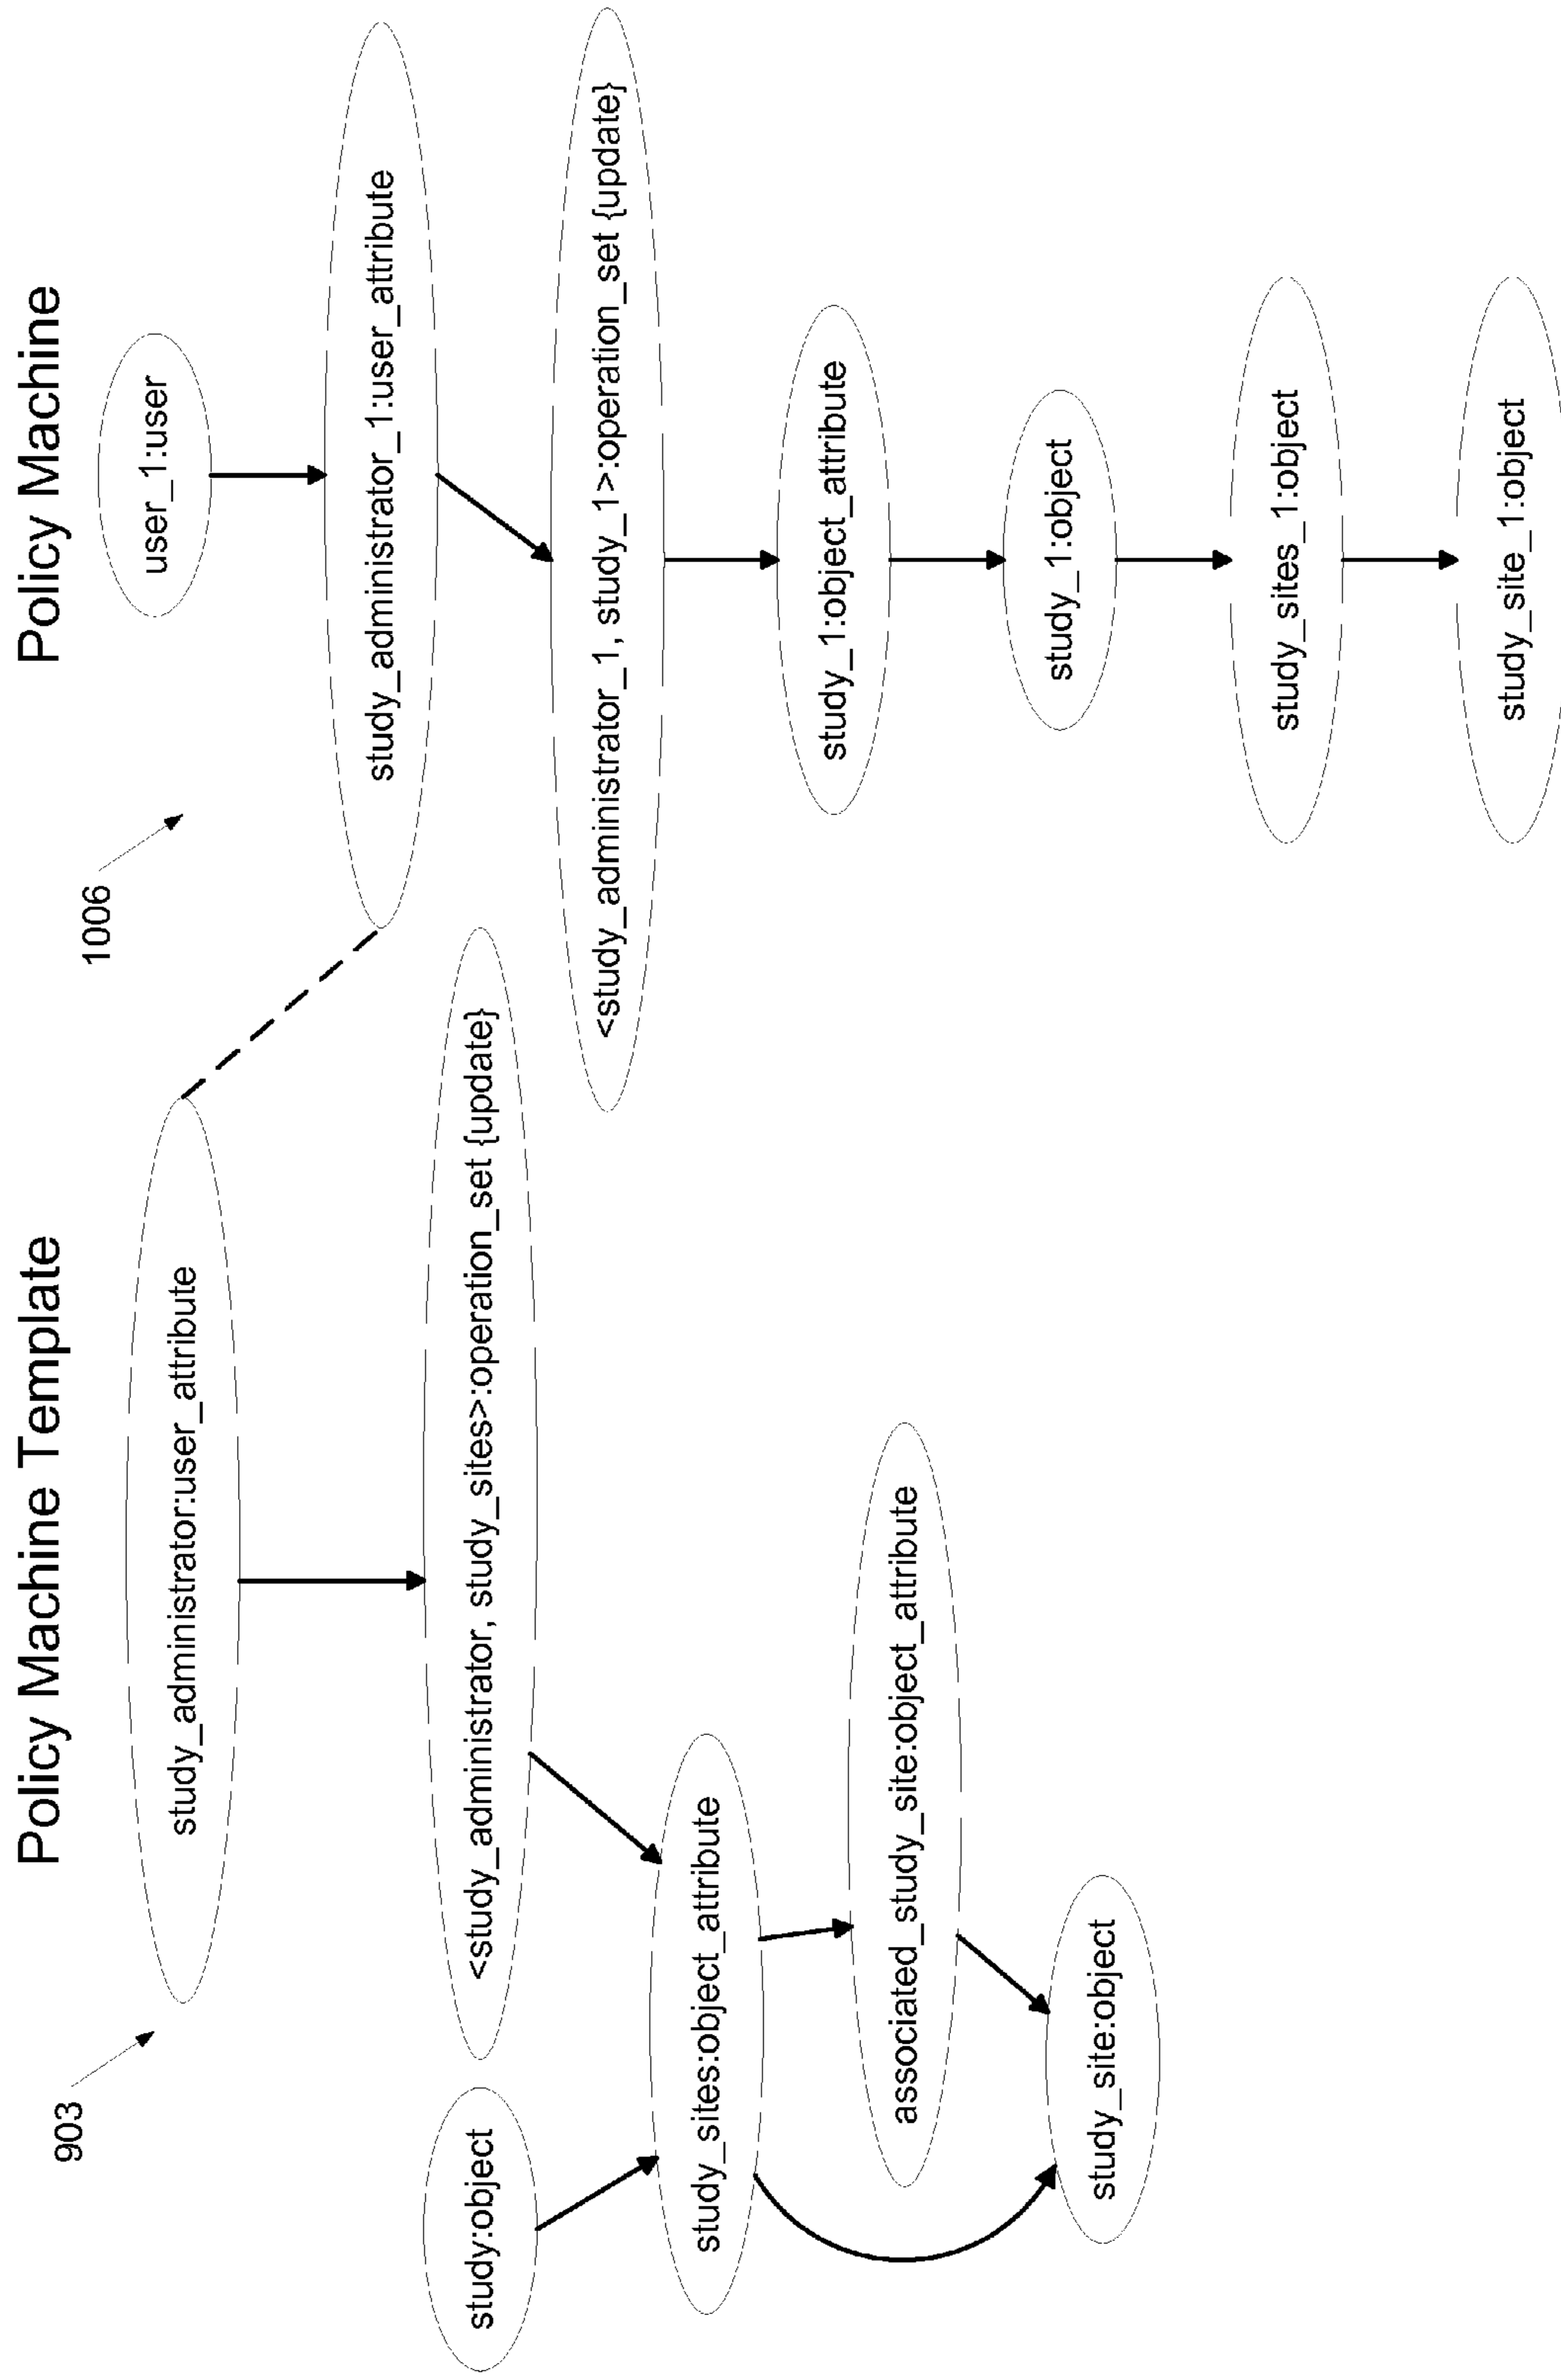 Policy Machine Template
903
study_administrator:user_attribute
study:object
<study_administrator, study_sites>:operation_set {update}
study_sites:object_attribute
associated_study_site:object_attribute
study_site:object
Policy Machine
1006
user_1:user
study_administrator_1:user_attribute
<study_administrator_1, study_1>:operation_set {update}
study_1:object_attribute
study_1:object
study_sites_1:object
study_site_1:object